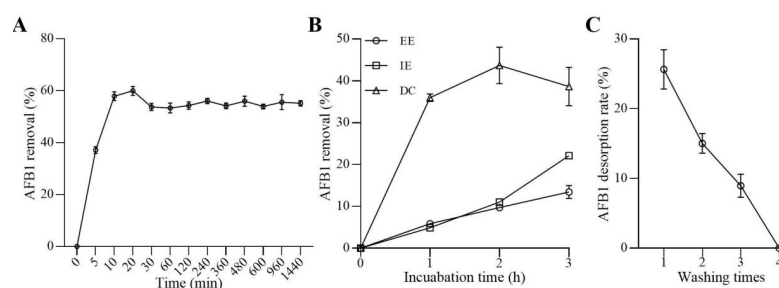 A
AFB1 removal (%)
80
60
40
20
0
0 5 10 20 30 60 120 240 360 480 600 960 1440
Time (min)
B
EE
IE
DC
AFB1 removal (%)
50
40
30
20
10
0
0 1 2 3
Incubation time (h)
C
AFB1 desorption rate (%)
30
20
10
0
1 2 3 4
Washing times